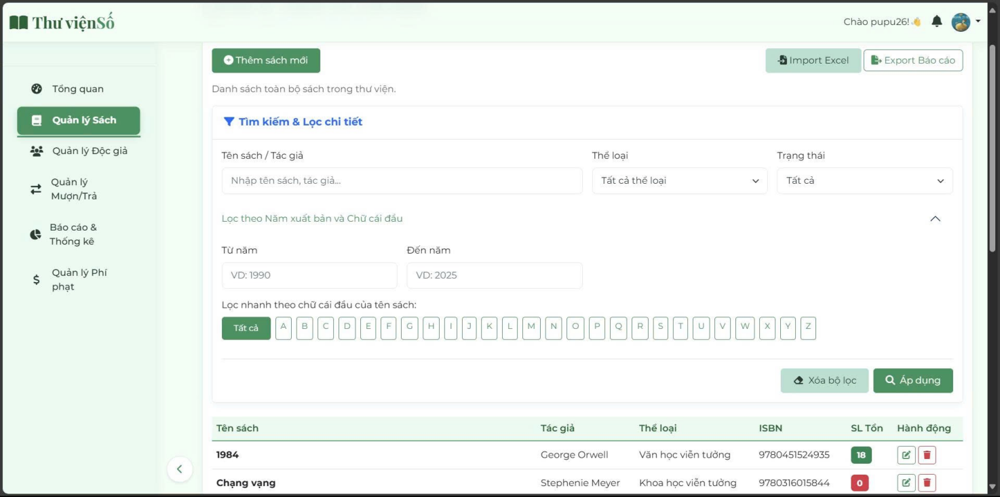 Thư việnSố
Chào pupu26!👋
Thêm sách mới
Import Excel
Export Báo cáo
Danh sách toàn bộ sách trong thư viện.
Tổng quan
Quản lý Sách
Quản lý Độc giả
Quản lý
Mượn/Trả
Báo cáo &
Thống kê
Quản lý Phí
phạt
Tìm kiếm & Lọc chi tiết
Tên sách / Tác giả
Thể loại
Trạng thái
Nhập tên sách, tác giả...
Tất cả thể loại
Tất cả
Lọc theo Năm xuất bản và Chữ cái đầu
Từ năm
Đến năm
VD: 1990
VD: 2025
Lọc nhanh theo chữ cái đầu của tên sách:
Tất cả A B C D E F G H I J K L M N O P Q R S T U V W X Y Z
Xóa bộ lọc
Áp dụng
Tên sách Tác giả Thể loại ISBN SL Tồn Hành động
1984 George Orwell Văn học viễn tưởng 9780451524935 18
Chạng vạng Stephenie Meyer Khoa học viễn tưởng 9780316015844 0